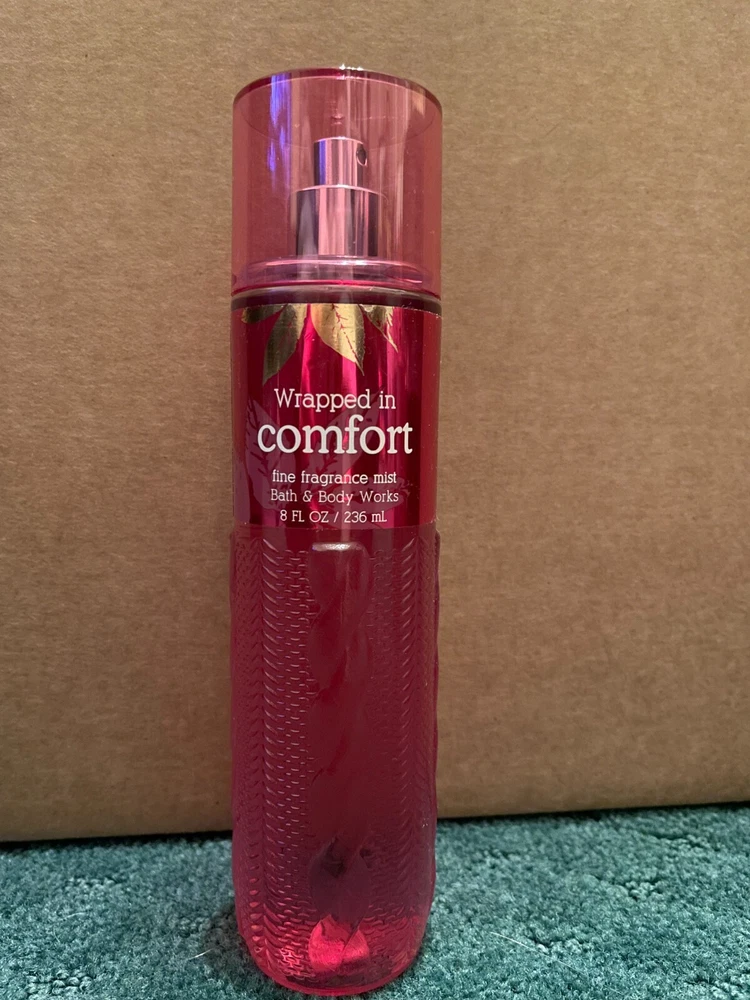 Wrapped in
comfort
fine fragrance mist
Bath & Body Works
8 FL OZ / 236 mL